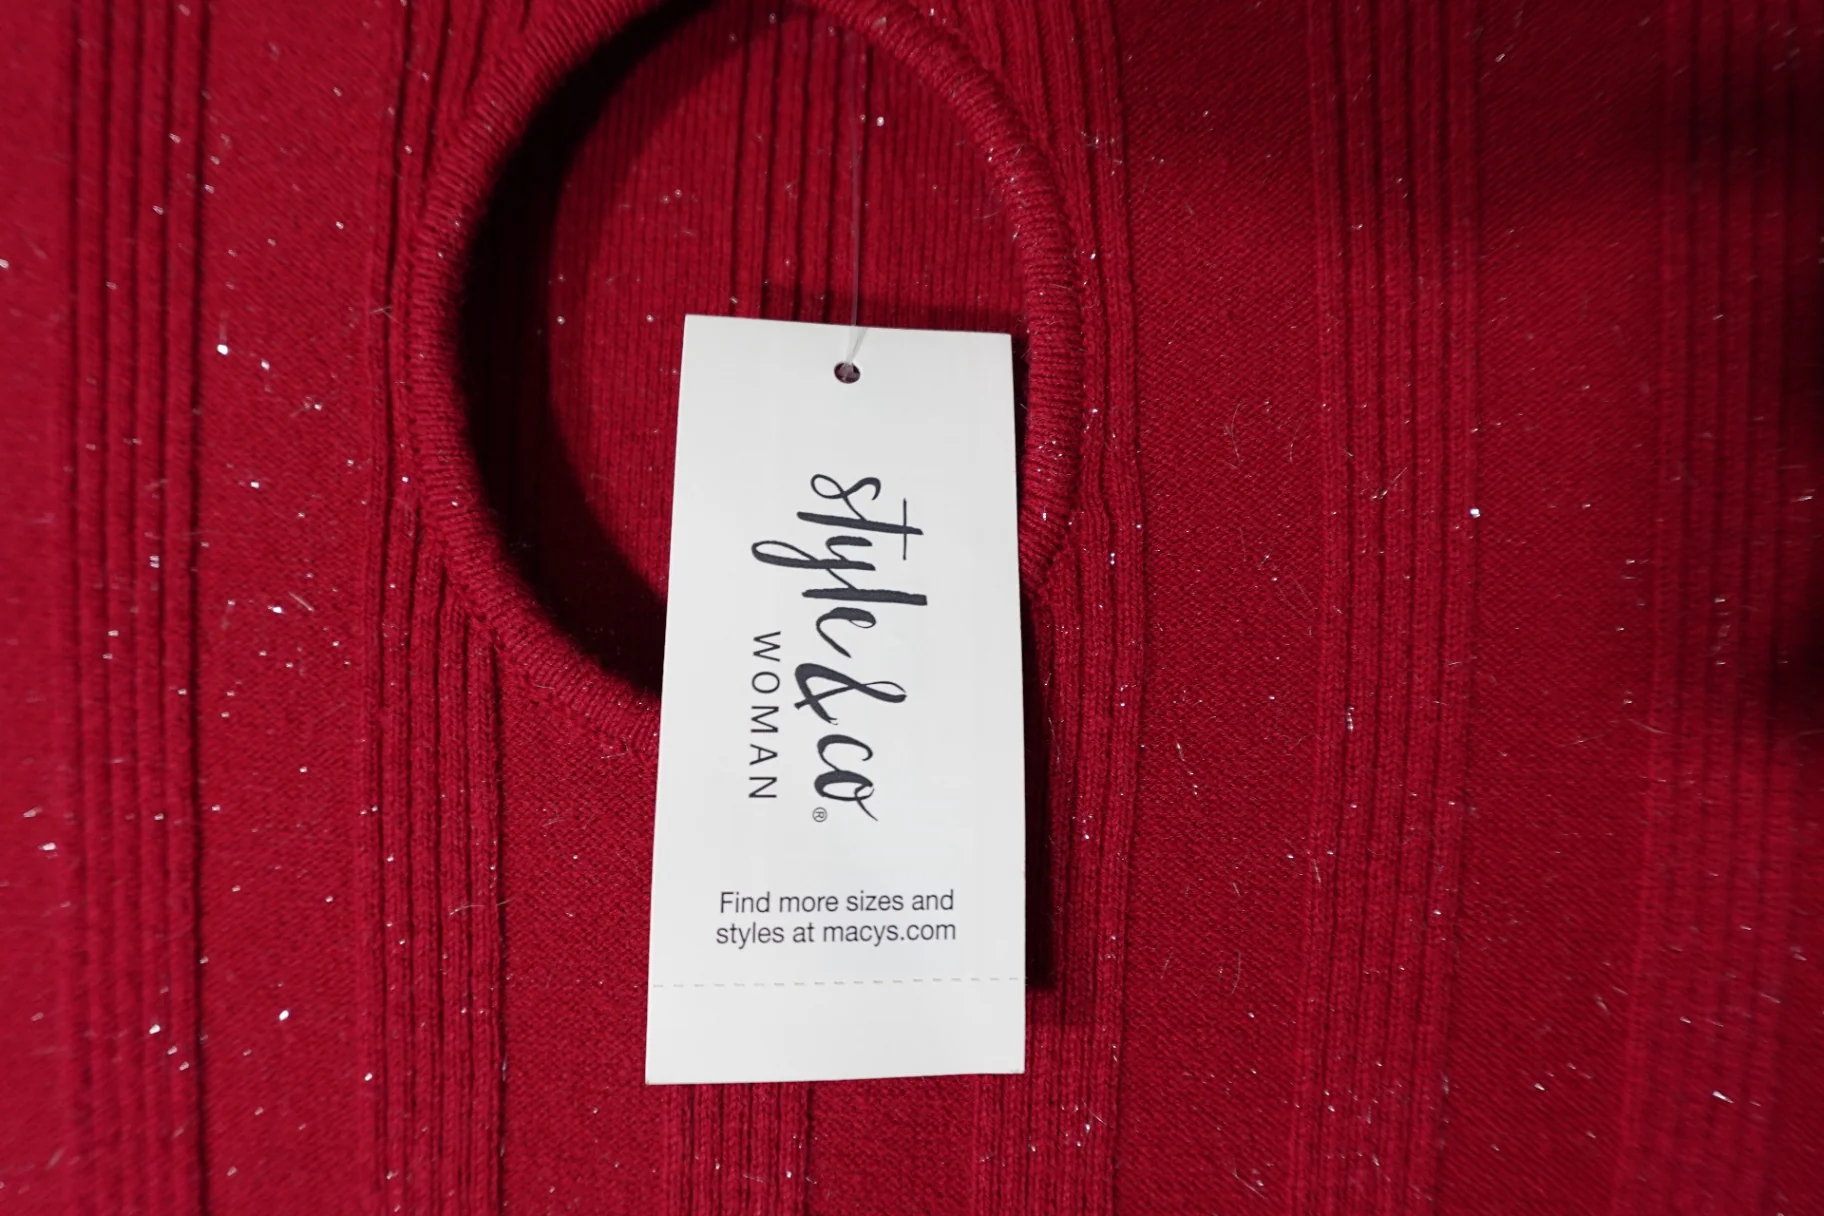 style&co®
WOMAN
Find more sizes and
styles at macys.com